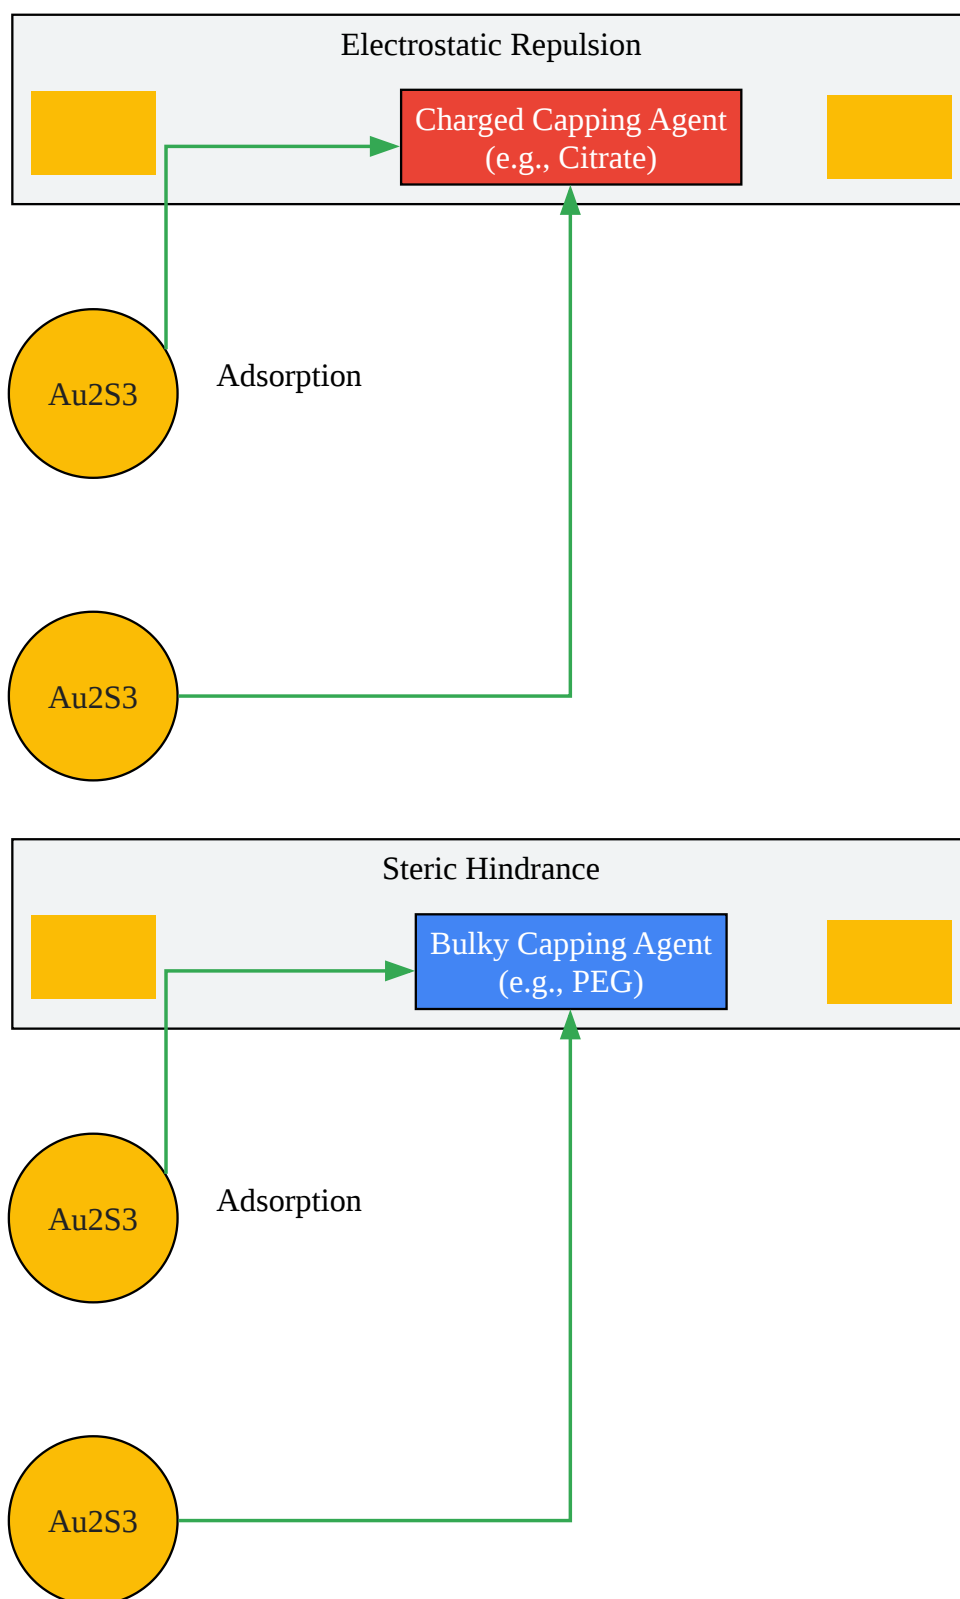 Electrostatic Repulsion
Charged Capping Agent
(e.g., Citrate)
Au2S3
Adsorption
Au2S3
Steric Hindrance
Bulky Capping Agent
(e.g., PEG)
Au2S3
Adsorption
Au2S3